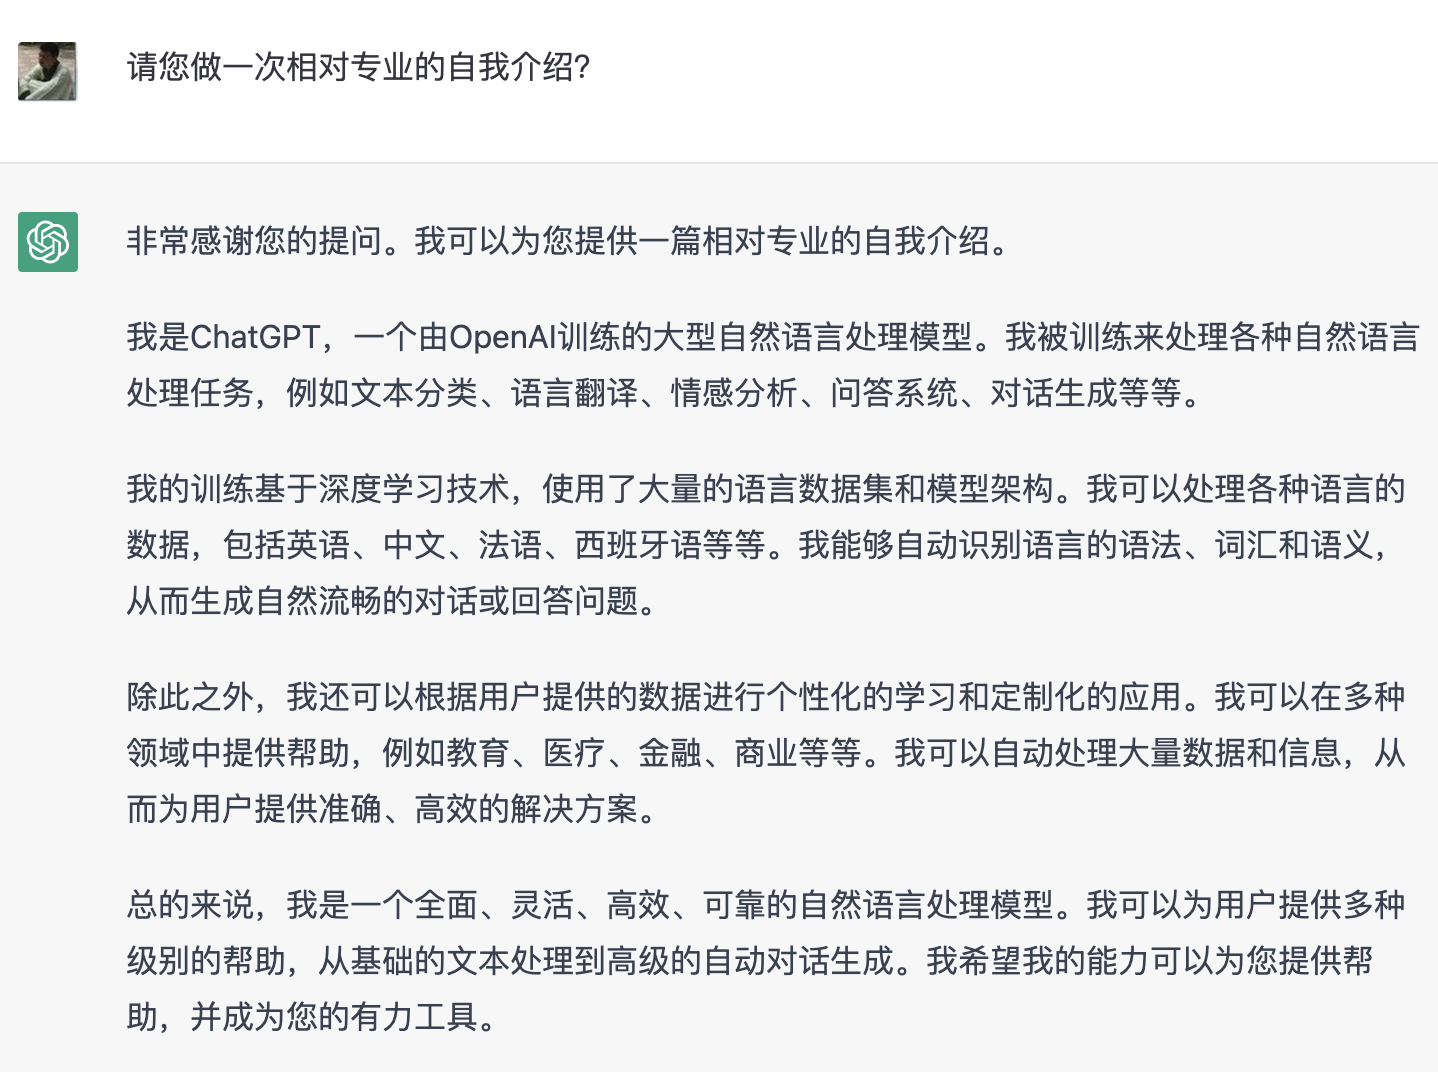 请您做一次相对专业的自我介绍?
非常感谢您的提问。我可以为您提供一篇相对专业的自我介绍。
我是ChatGPT，一个由OpenAI训练的大型自然语言处理模型。我被训练来处理各种自然语言
处理任务，例如文本分类、语言翻译、情感分析、问答系统、对话生成等等。
我的训练基于深度学习技术，使用了大量的语言数据集和模型架构。我可以处理各种语言的
数据，包括英语、中文、法语、西班牙语等等。我能够自动识别语言的语法、词汇和语义，
从而生成自然流畅的对话或回答问题。
除此之外，我还可以根据用户提供的数据进行个性化的学习和定制化的应用。我可以在多种
领域中提供帮助，例如教育、医疗、金融、商业等等。我可以自动处理大量数据和信息，从
而为用户提供准确、高效的解决方案。
总的来说，我是一个全面、灵活、高效、可靠的自然语言处理模型。我可以为用户提供多种
级别的帮助，从基础的文本处理到高级的自动对话生成。我希望我的能力可以为您提供帮
助，并成为您的有力工具。